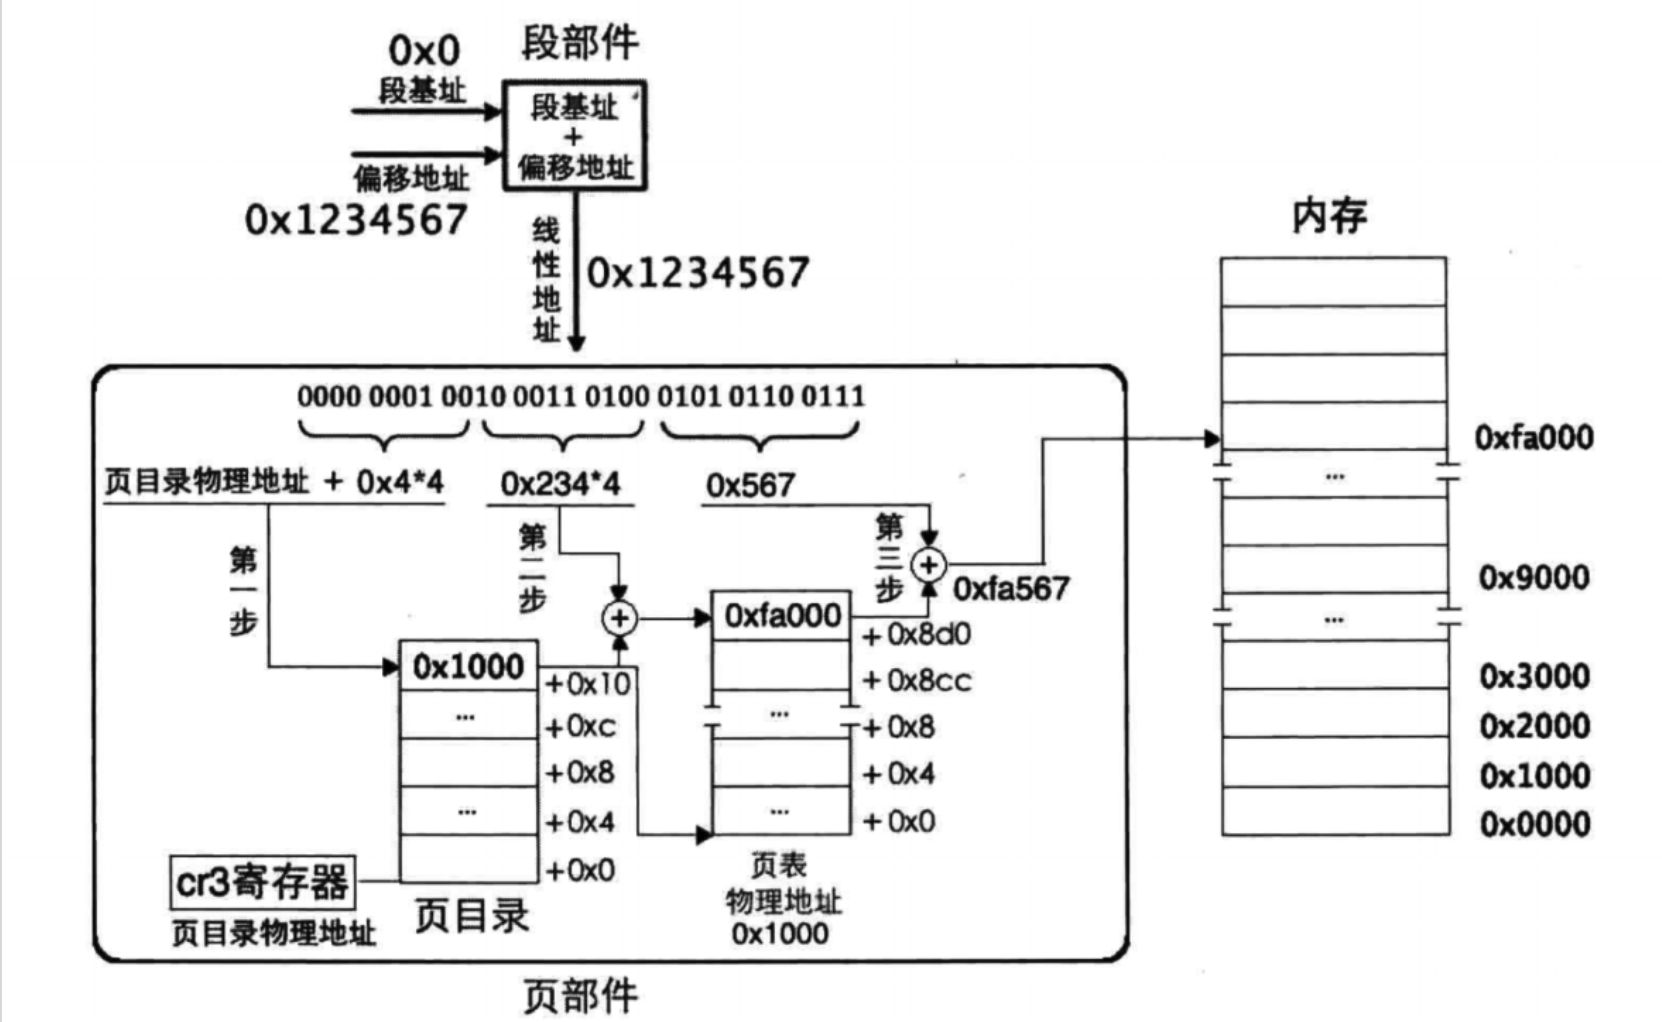 0x0
段部件
段基址
段基址
+
偏移地址
偏移地址
0x1234567
线性地址
0x1234567
内存
0000 0001 0010 0011 0100 0101 0110 0111
页目录物理地址 + 0x4*4
0x234*4
0x567
第一步
第二步
第三步
+
+
0xfa567
0x1000
+0x10
...
+0xc
+0x8
...
+0x4
+0x0
cr3寄存器
页目录物理地址
页目录
0xfa000
+0x8d0
+0x8cc
...
+0x8
+0x4
...
+0x0
页表
物理地址
0x1000
页部件
0xfa000
...
0x9000
...
0x3000
0x2000
0x1000
0x0000